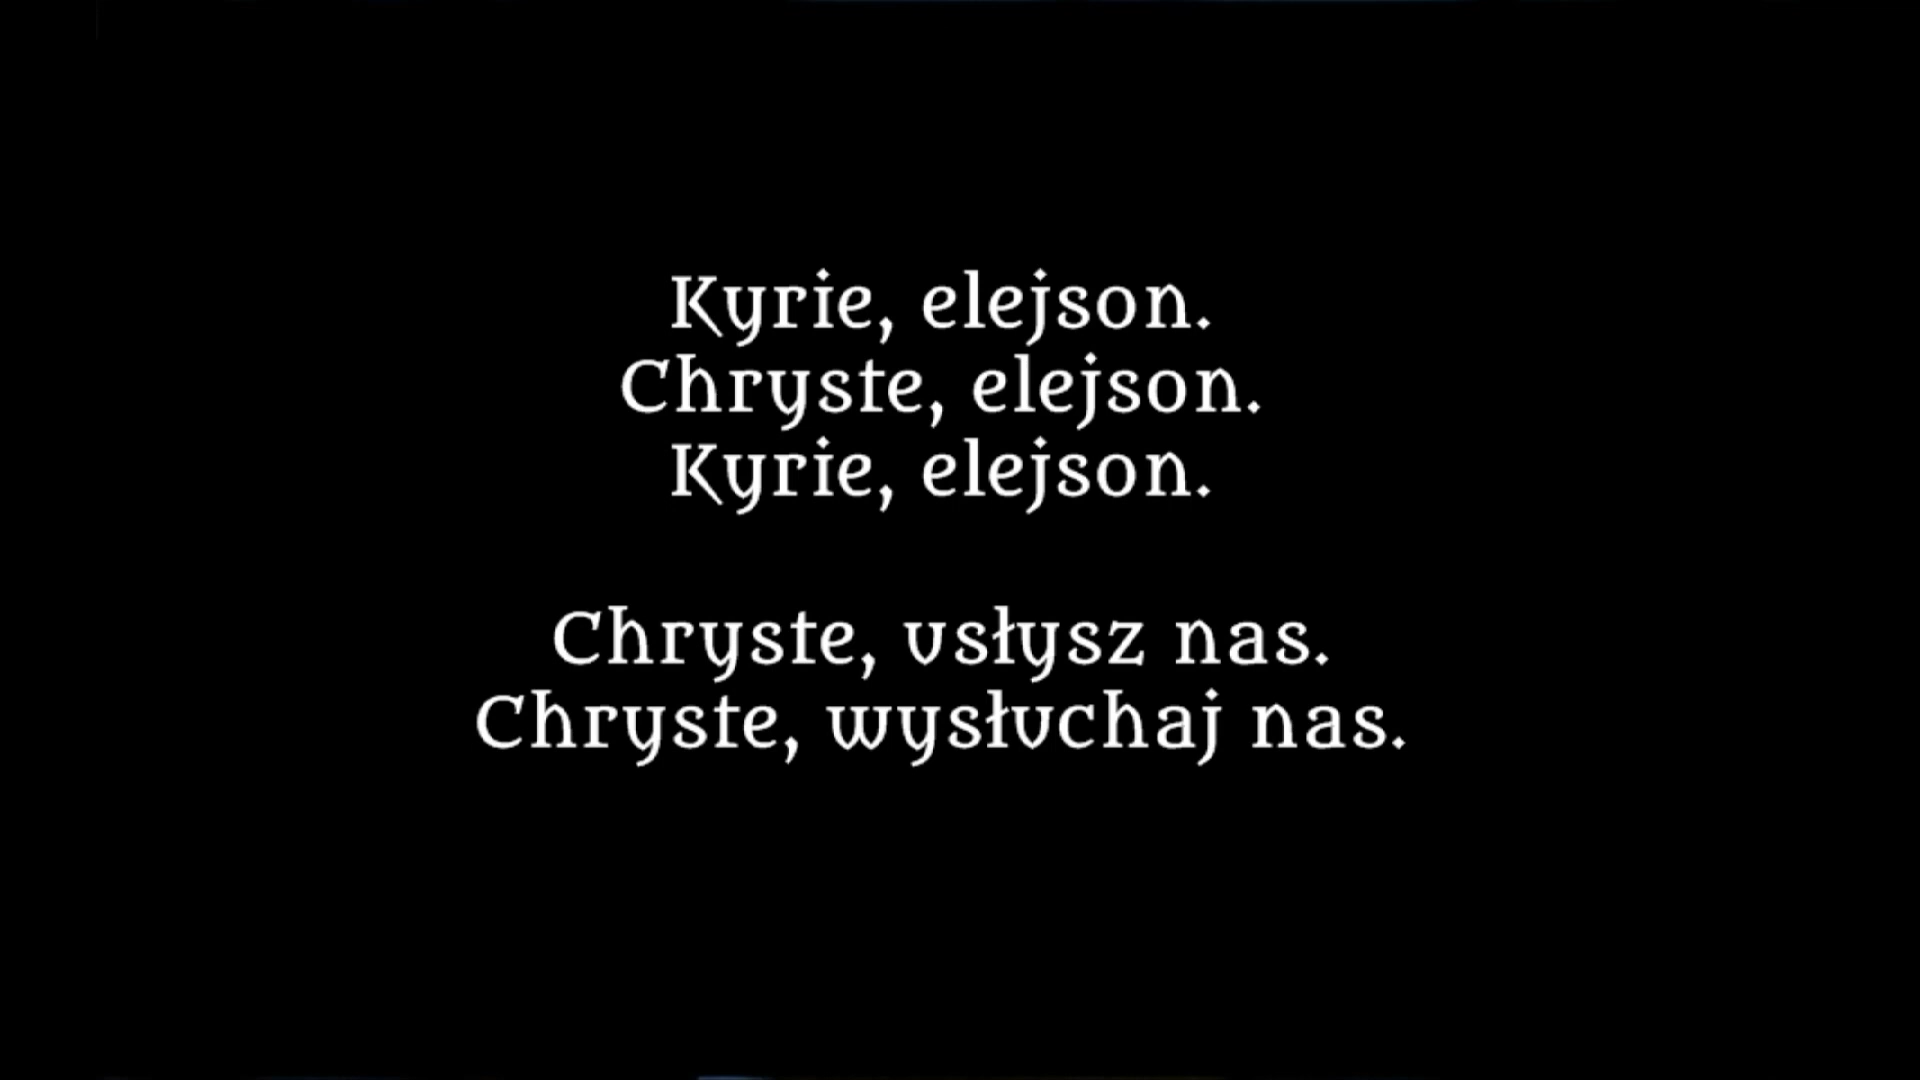 Kyrie, elejson.
Chryste, elejson.
Kyrie, elejson.
Chryste, usłysz nas.
Chryste, wysłuchaj nas.